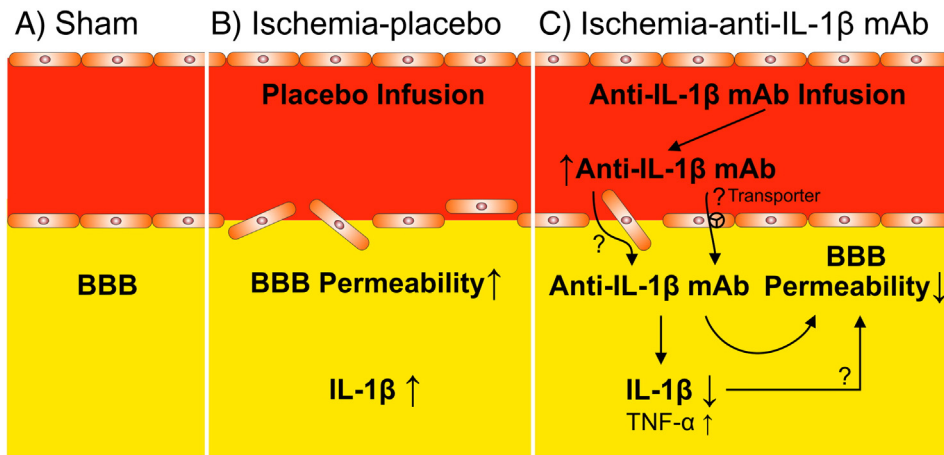 A) Sham
B) Ischemia-placebo
C) Ischemia-anti-IL-1β mAb
Placebo Infusion
Anti-IL-1β mAb Infusion
↑Anti-IL-1β mAb
? Transporter
?
BBB
BBB Permeability↑
Anti-IL-1β mAb
BBB
Permeability↓
IL-1β ↑
IL-1β ↓
?
TNF-α ↑